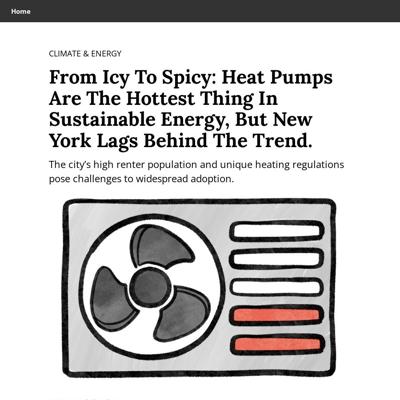 Home
CLIMATE & ENERGY
From Icy To Spicy: Heat Pumps
Are The Hottest Thing In
Sustainable Energy, But New
York Lags Behind The Trend.
The city’s high renter population and unique heating regulations
pose challenges to widespread adoption.